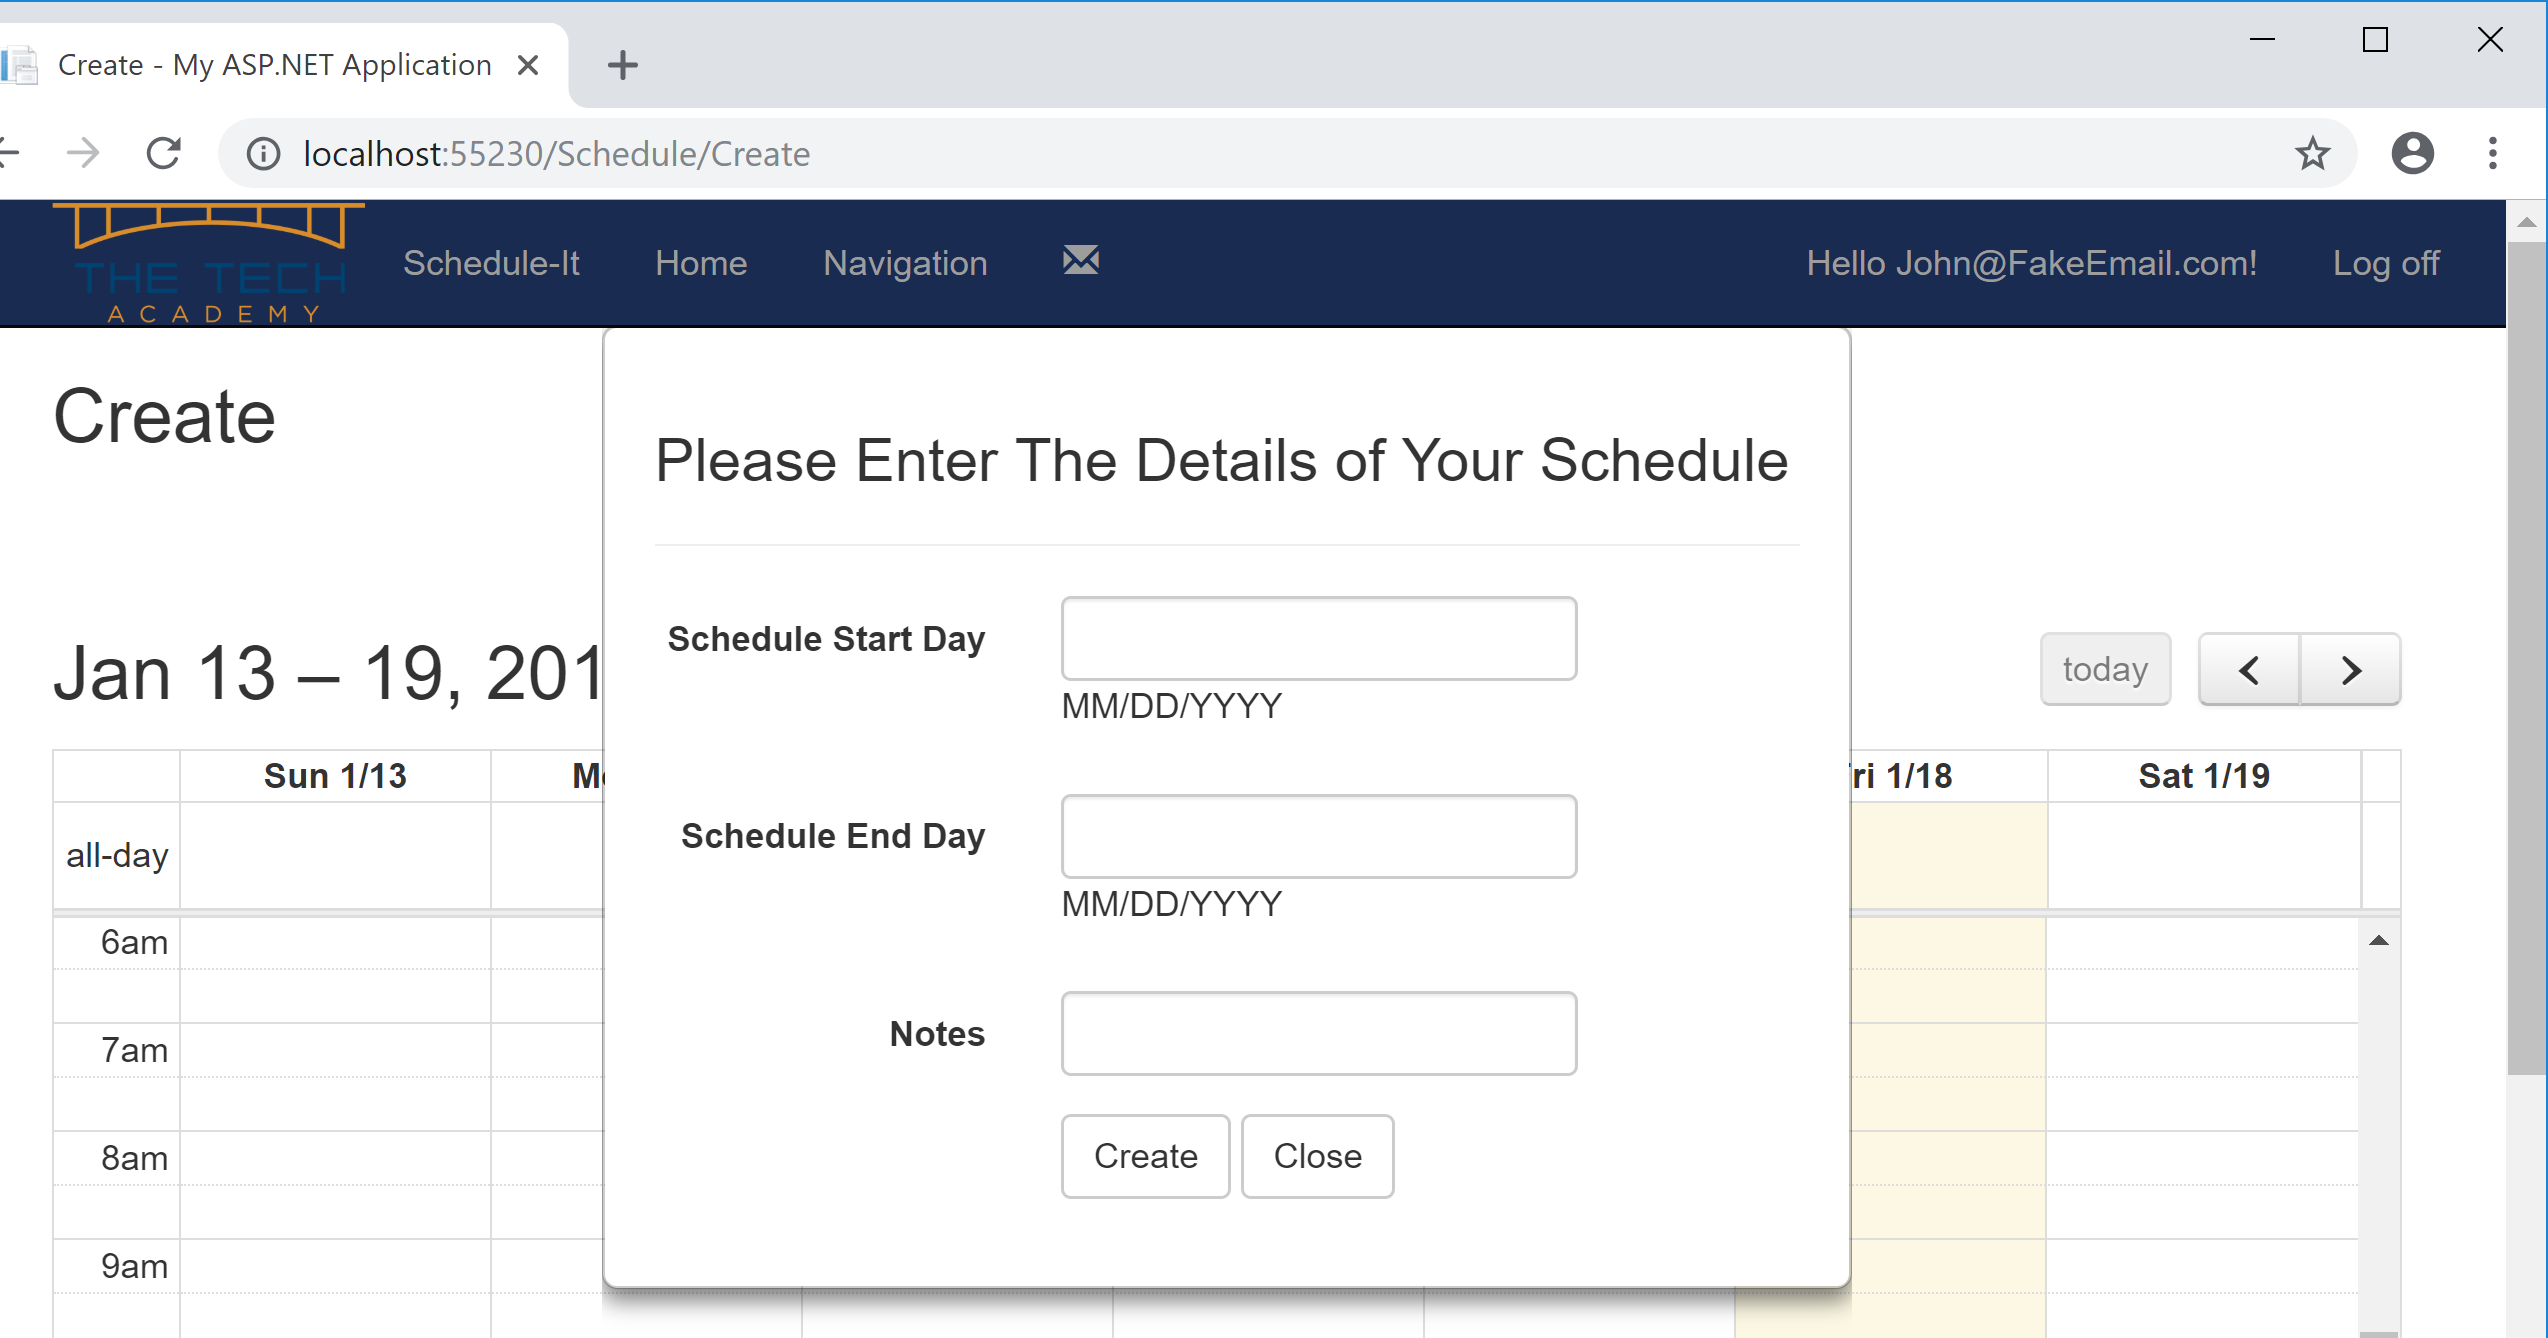 Create - My ASP.NET Application
localhost:55230/Schedule/Create
THE TECH
ACADEMY
Schedule-It Home Navigation Hello John@FakeEmail.com! Log off
Create
Please Enter The Details of Your Schedule
Schedule Start Day
MM/DD/YYYY
Schedule End Day
MM/DD/YYYY
Notes
Create Close
Jan 13 – 19, 201
today
Sun 1/13 ri 1/18 Sat 1/19
all-day
6am
7am
8am
9am